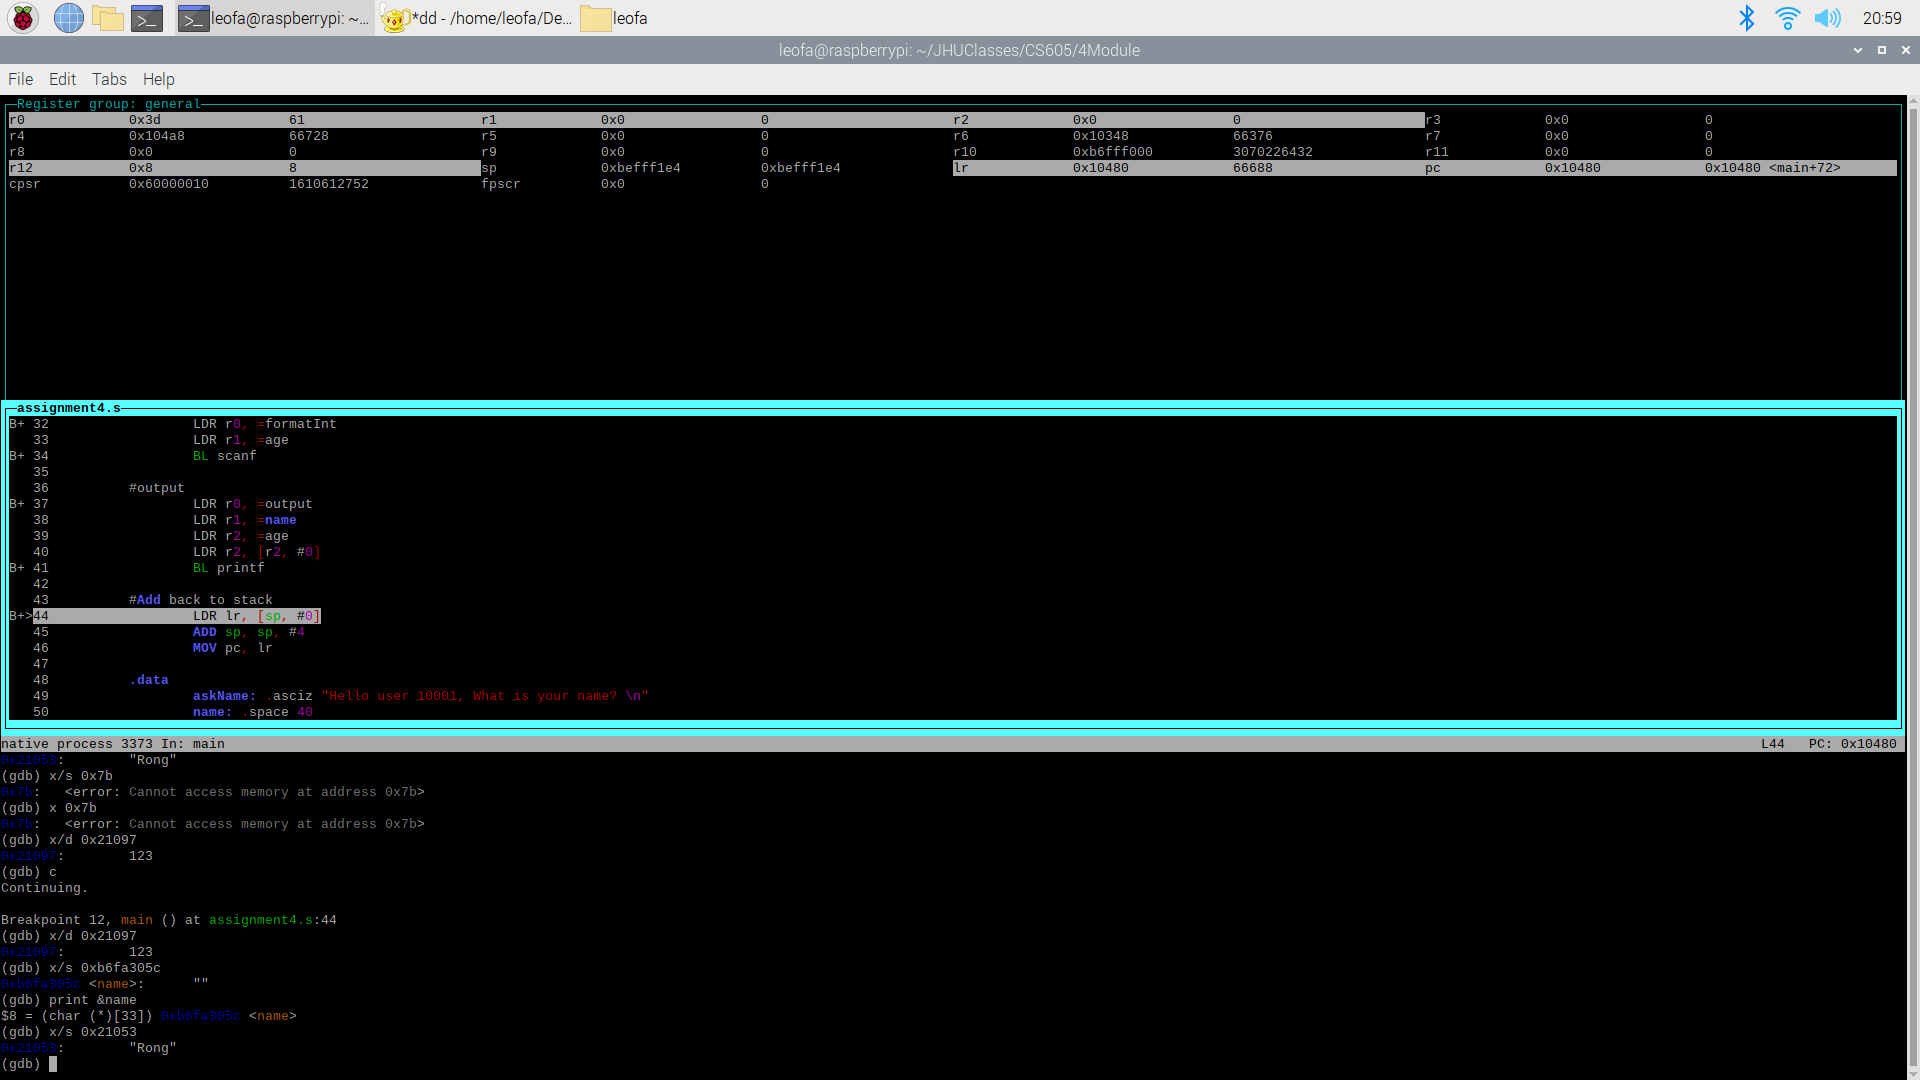 leofa@raspberrypi: ~... *dd - /home/leofa/De... leofa 20:59
leofa@raspberrypi: ~/JHUClasses/CS605/4Module
File Edit Tabs Help
Register group: general
r0 0x3d 61 r1 0x0 0 r2 0x0 0 r3 0x0 0
r4 0x104a8 66728 r5 0x0 0 r6 0x10348 66376 r7 0x0 0
r8 0x0 0 r9 0x0 0 r10 0xb6fff000 3070226432 r11 0x0 0
r12 0x8 8 sp 0xbefff1e4 0xbefff1e4 lr 0x10480 66688 pc 0x10480 0x10480 <main+72>
cpsr 0x60000010 1610612752 fpscr 0x0 0
assignment4.s
B+ 32 LDR r0, =formatInt
33 LDR r1, =age
B+ 34 BL scanf
35
36 #output
B+ 37 LDR r0, =output
38 LDR r1, =name
39 LDR r2, =age
40 LDR r2, [r2, #0]
B+ 41 BL printf
42
43 #Add back to stack
B+>44 LDR lr, [sp, #0]
45 ADD sp, sp, #4
46 MOV pc, lr
47
48 .data
49 askName: .asciz "Hello user 10001, What is your name? \n"
50 name: .space 40
native process 3373 In: main L44 PC: 0x10480
0x21053: "Rong"
(gdb) x/s 0x7b
0x7b: <error: Cannot access memory at address 0x7b>
(gdb) x 0x7b
0x7b: <error: Cannot access memory at address 0x7b>
(gdb) x/d 0x21097
0x21097: 123
(gdb) c
Continuing.
Breakpoint 12, main () at assignment4.s:44
(gdb) x/d 0x21097
0x21097: 123
(gdb) x/s 0xb6fa305c
0xb6fa305c <name>: ""
(gdb) print &name
$8 = (char (*)[33]) 0xb6fa305c <name>
(gdb) x/s 0x21053
0x21053: "Rong"
(gdb)